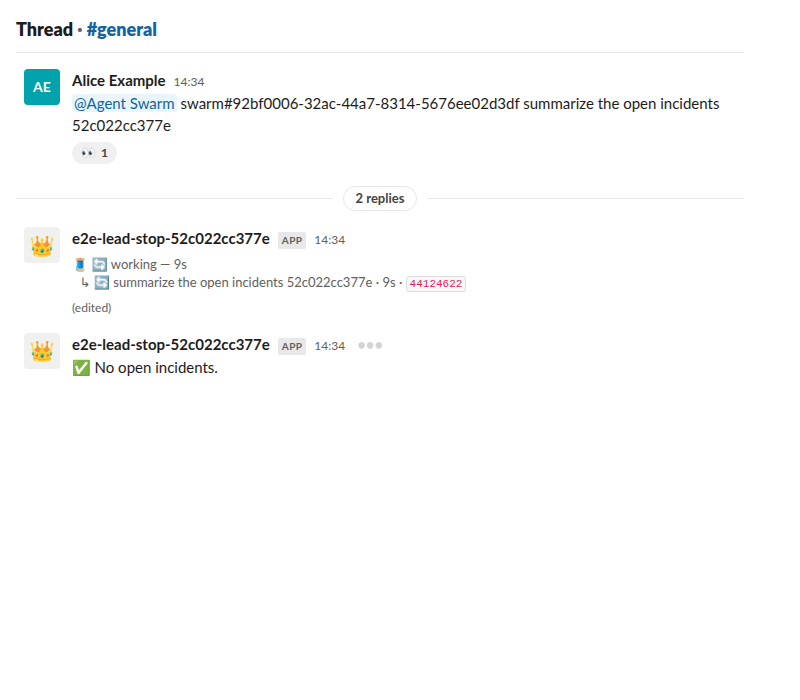 Thread • #general
AE
Alice Example 14:34
@Agent Swarm swarm#92bf0006-32ac-44a7-8314-5676ee02d3df summarize the open incidents
52c022cc377e
👀 1
2 replies
e2e-lead-stop-52c022cc377e APP 14:34
🧵 🔄 working — 9s
↳ 🔄 summarize the open incidents 52c022cc377e · 9s · 44124622
(edited)
e2e-lead-stop-52c022cc377e APP 14:34
✅ No open incidents.